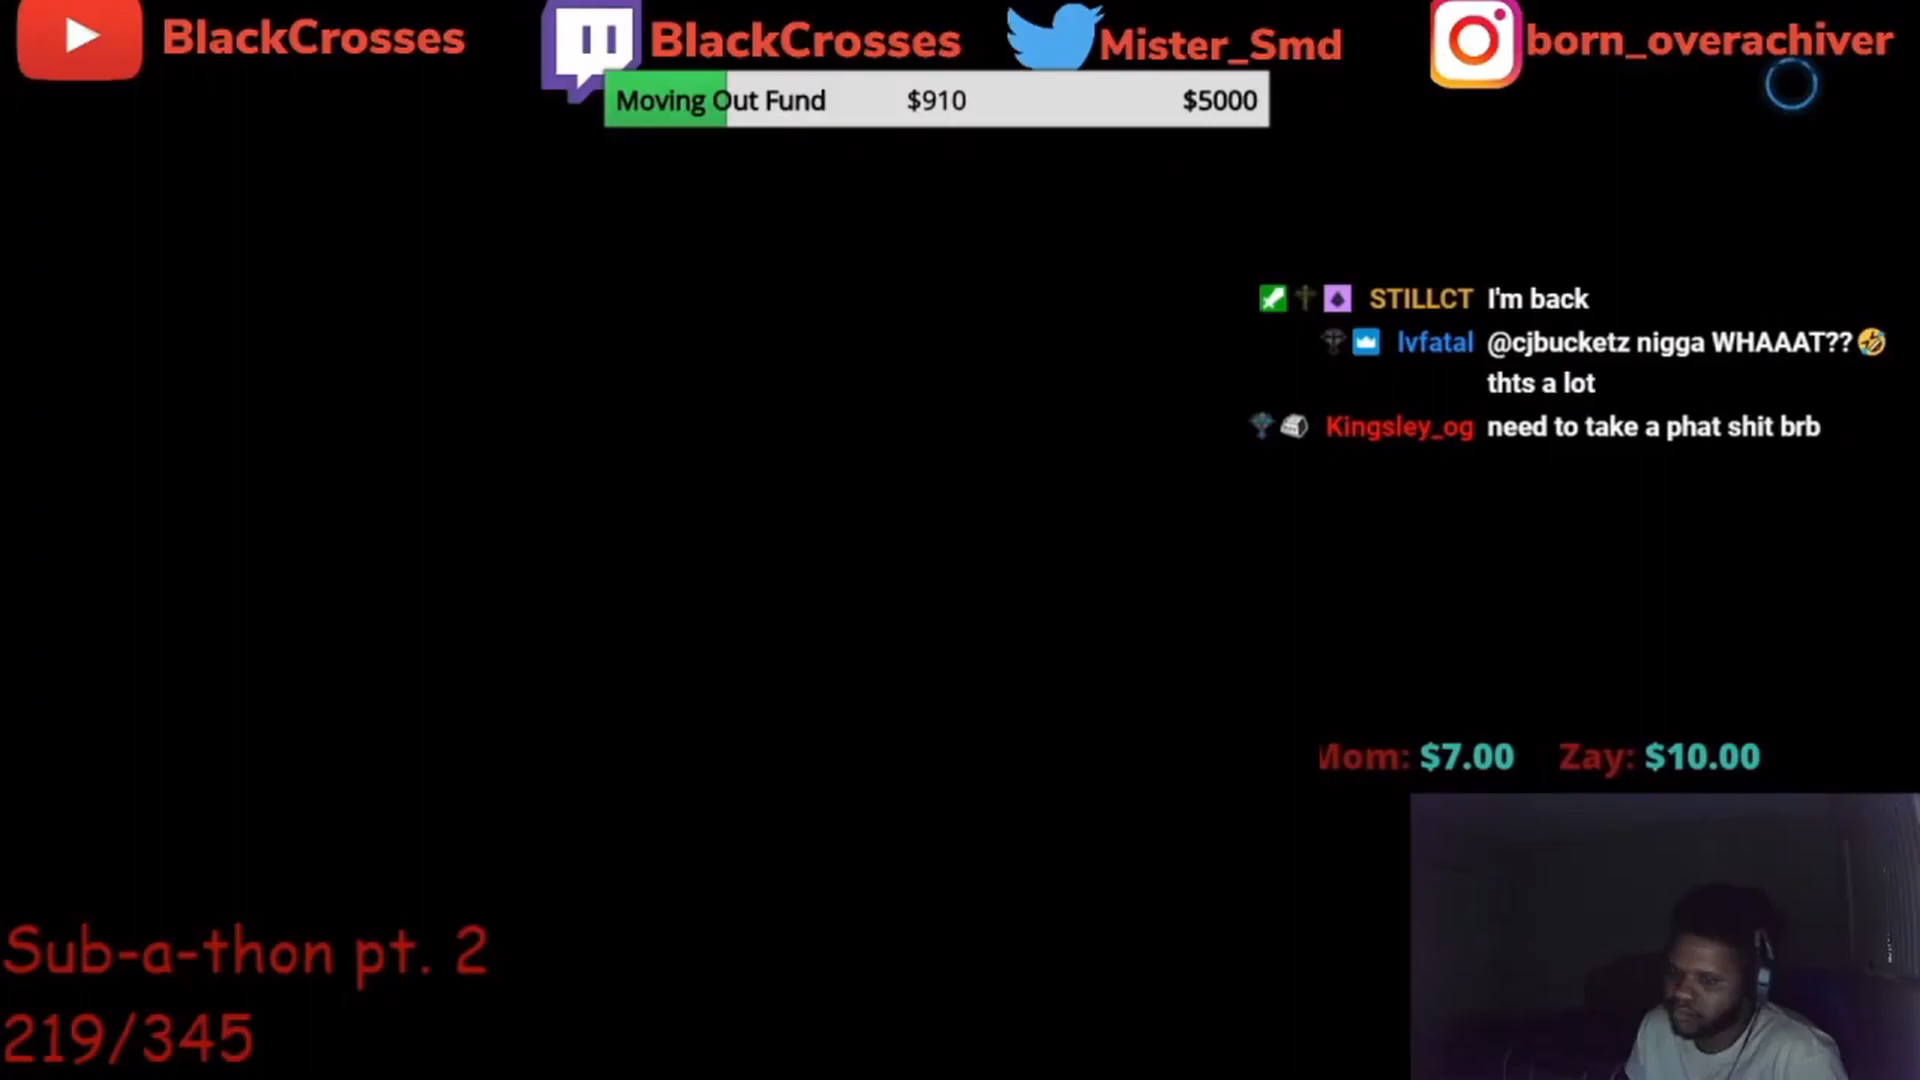 BlackCrosses
BlackCrosses
Mister_Smd
born_overachiver
Moving Out Fund $910 $5000
STILLCT I'm back
lvfatal @cjbucketz nigga WHAAAT??🤣
thts a lot
Kingsley_og need to take a phat shit brb
Mom: $7.00 Zay: $10.00
Sub-a-thon pt. 2
219/345